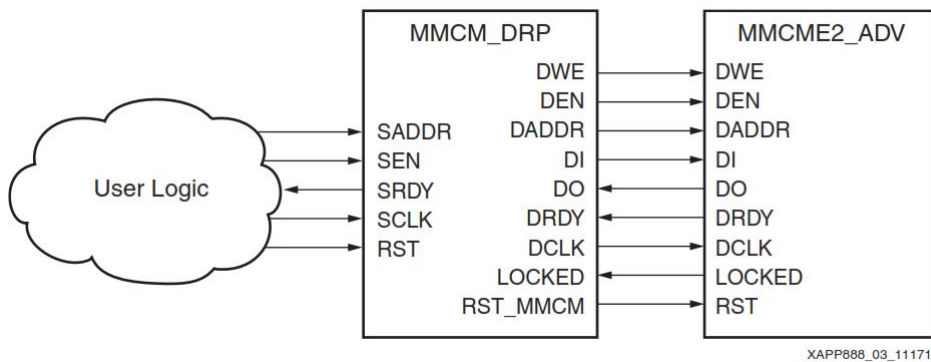 MMCM_DRP
MMCME2_ADV
DWE
DWE
DEN
DEN
SADDR
DADDR
DADDR
SEN
DI
DI
User Logic
SRDY
DO
DO
SCLK
DRDY
DRDY
RST
DCLK
DCLK
LOCKED
LOCKED
RST_MMCM
RST
XAPP888_03_11171